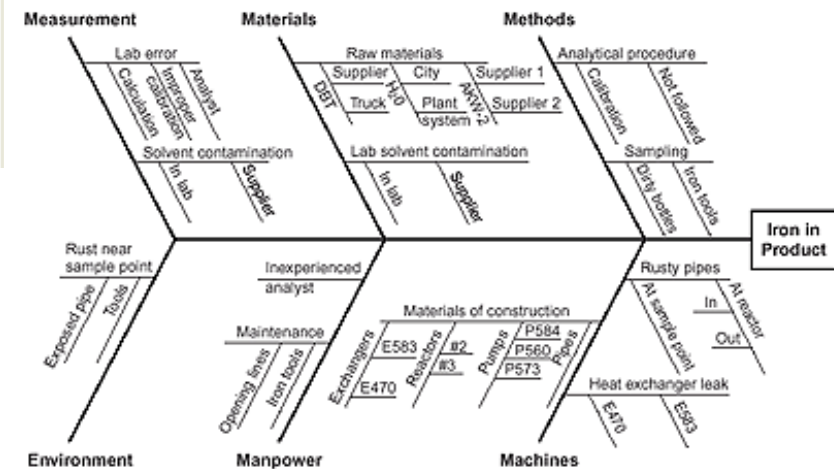 Measurement
Materials
Methods
Lab error
Calculation
Improper
calibration
Analyst
Solvent contamination
In lab
Supplier
Raw materials
DBT
Supplier
Truck
H20
City
Plant
system
AKW-2
Supplier 1
Supplier 2
Lab solvent contamination
In lab
Supplier
Analytical procedure
Calibration
Not followed
Sampling
Dirty bottles
Iron tools
Iron in
Product
Rust near
sample point
Exposed pipe
Tools
Inexperienced
analyst
Maintenance
Opening lines
Iron tools
Materials of construction
Exchangers
E583
E470
Reactors
#2
#3
Pumps
P584
P560
P573
Pipes
Rusty pipes
At sample point
At reactor
In
Out
Heat exchanger leak
E470
E583
Environment
Manpower
Machines